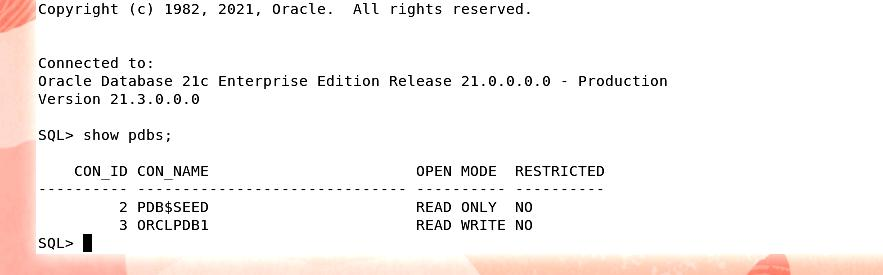 Copyright (c) 1982, 2021, Oracle.  All rights reserved.
Connected to:
Oracle Database 21c Enterprise Edition Release 21.0.0.0.0 - Production
Version 21.3.0.0.0
SQL> show pdbs;
    CON_ID CON_NAME                       OPEN MODE  RESTRICTED
---------- ------------------------------ ---------- ----------
         2 PDB$SEED                       READ ONLY  NO
         3 ORCLPDB1                       READ WRITE NO
SQL>